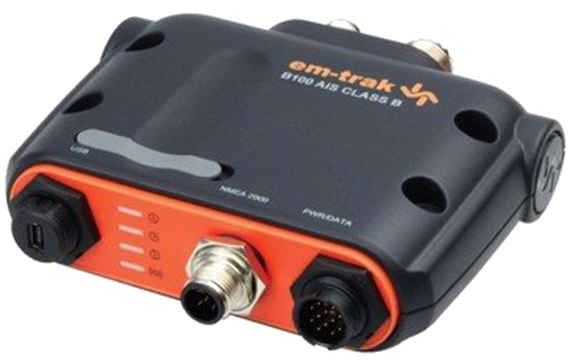 em-trak
B100 AIS CLASS B
USB
NMEA 2000
PWR/DATA